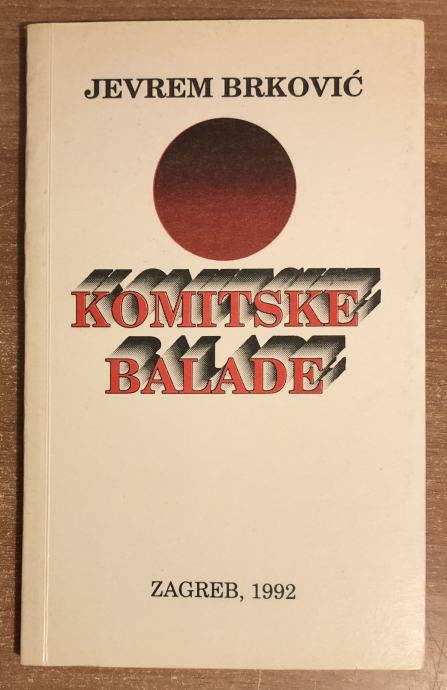 JEVREM BRKOVIĆ
KOMITSKE
BALADE
ZAGREB, 1992